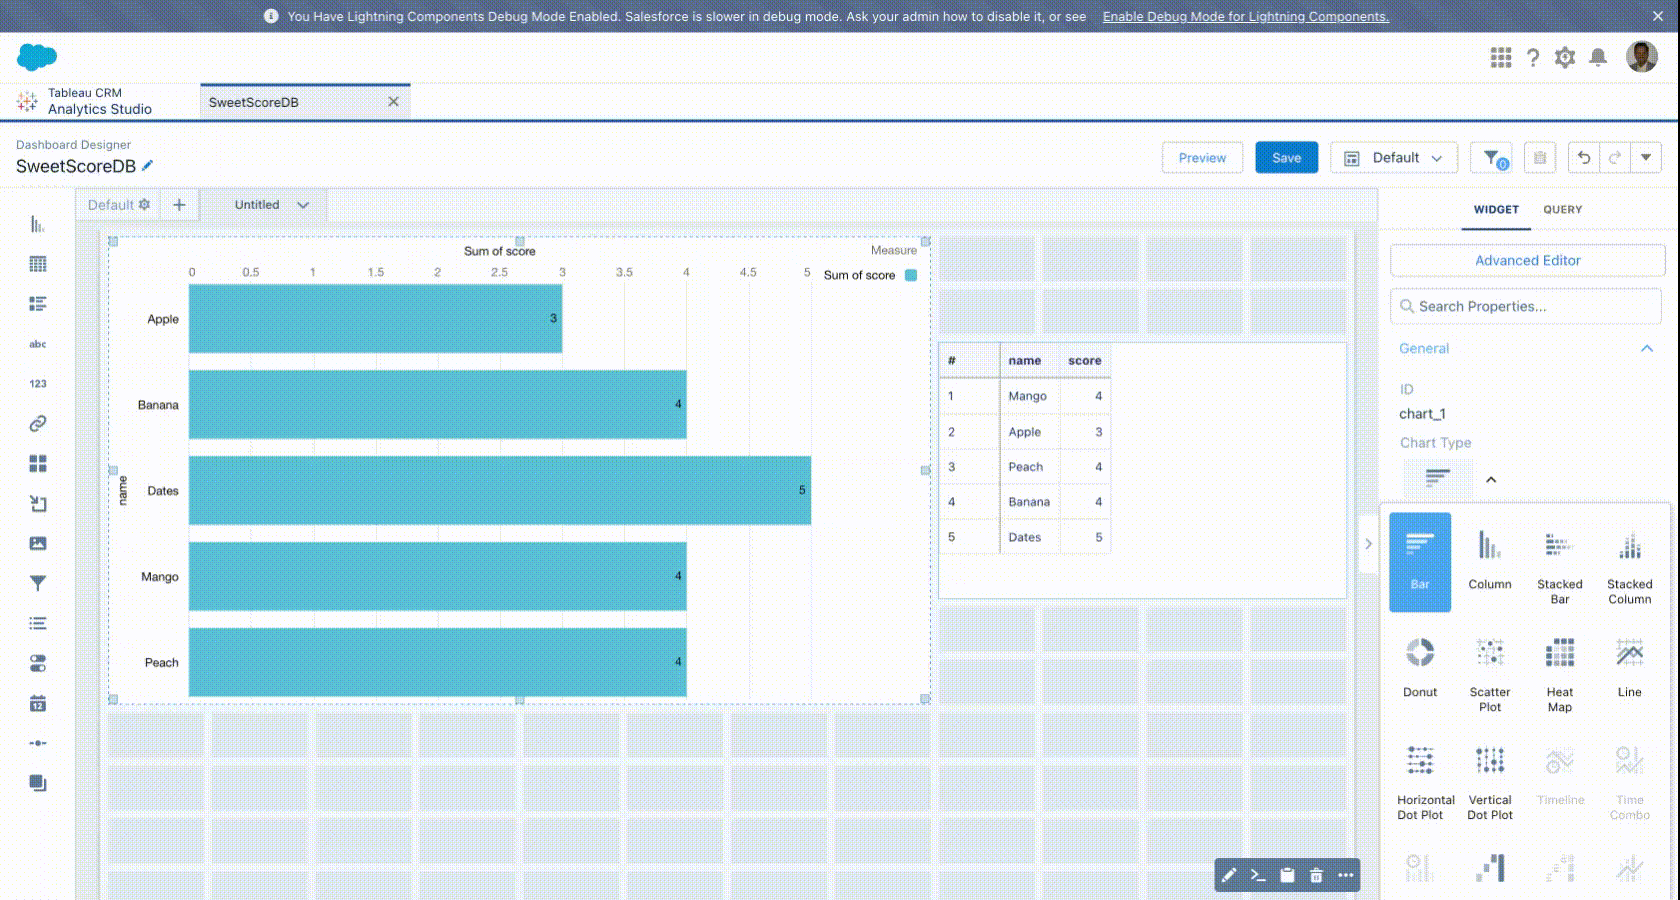 You Have Lightning Components Debug Mode Enabled. Salesforce is slower in debug mode. Ask your admin how to disable it, or see Enable Debug Mode for Lightning Components.
Tableau CRM
Analytics Studio
SweetScoreDB
Dashboard Designer
SweetScoreDB
Preview
Save
Default
0
Default
+
Untitled
WIDGET
QUERY
Advanced Editor
Search Properties...
General
ID
chart_1
Chart Type
Bar
Column
Stacked
Bar
Stacked
Column
Donut
Scatter
Plot
Heat
Map
Line
Horizontal
Dot Plot
Vertical
Dot Plot
Timeline
Time
Combo
abc
123
12
Sum of score
Measure
Sum of score
0 0.5 1 1.5 2 2.5 3 3.5 4 4.5 5
name
Apple 3
Banana 4
Dates 5
Mango 4
Peach 4
# name score
1 Mango 4
2 Apple 3
3 Peach 4
4 Banana 4
5 Dates 5